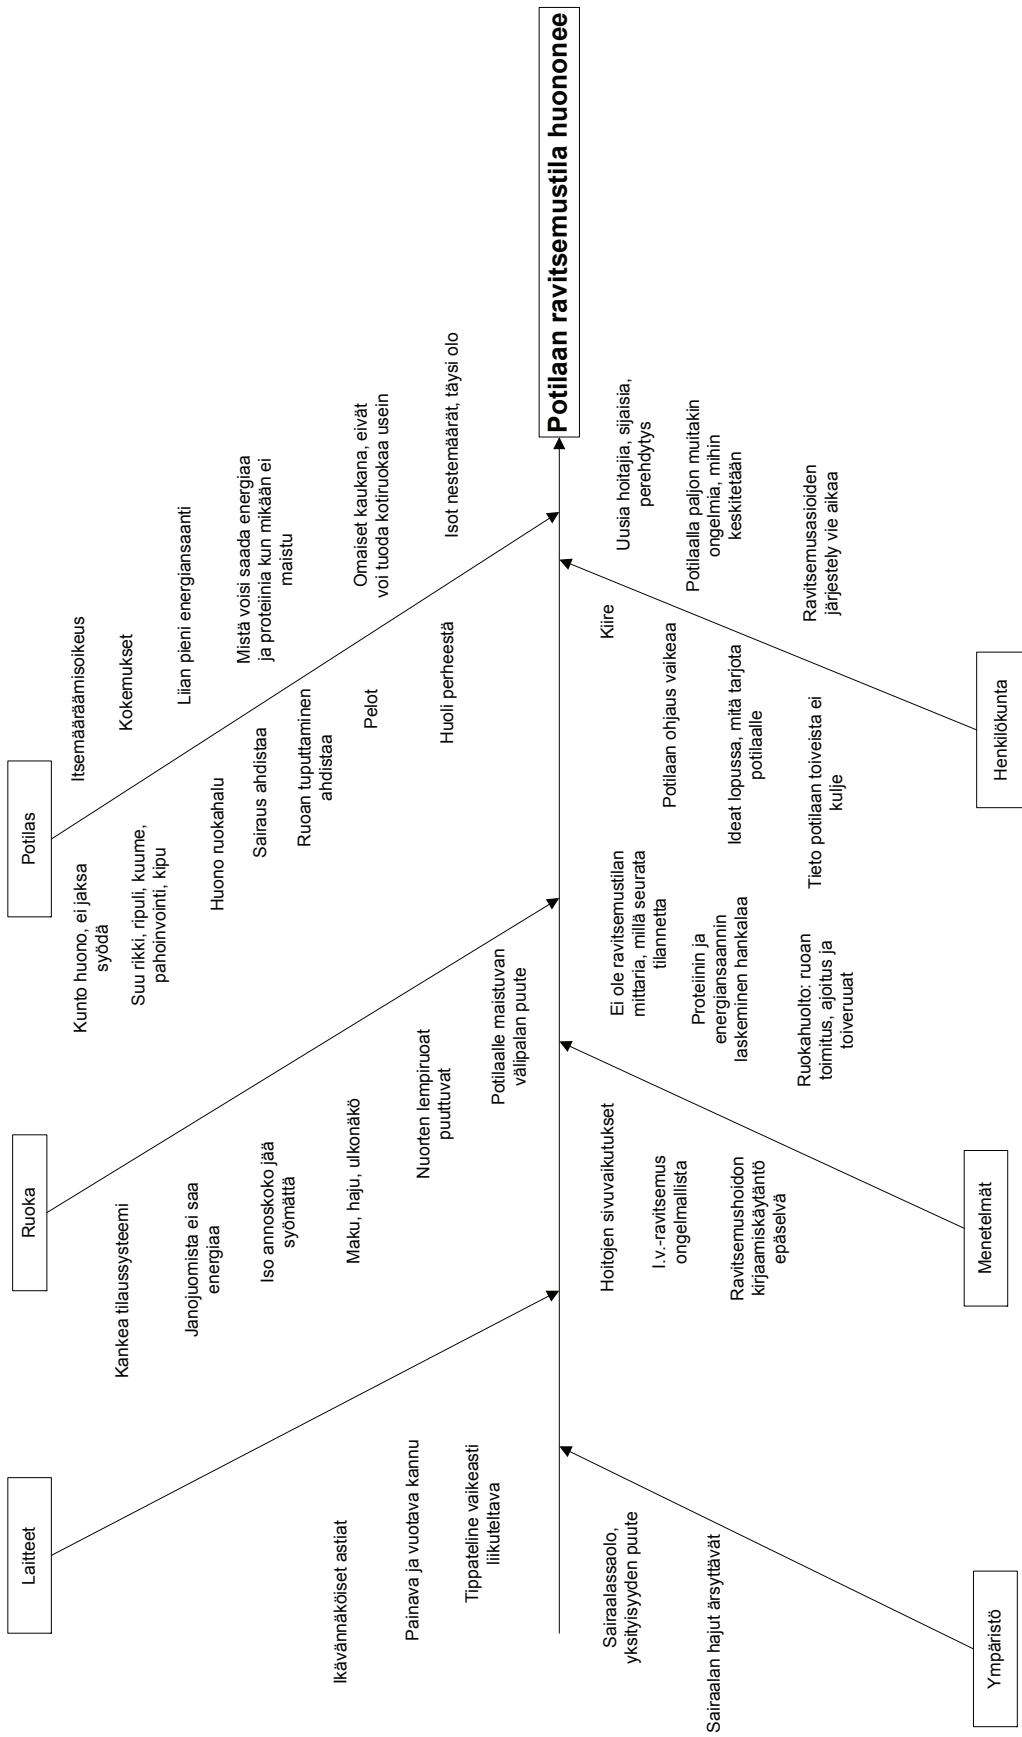 Laitteet
Ruoka
Potilas
Ikävännäköiset astiat
Painava ja vuotava kannu
Tippateline vaikeasti
liikuteltava
Kankea tilaussysteemi
Janojuomista ei saa
energiaa
Iso annoskoko jää
syömättä
Maku, haju, ulkonäkö
Nuorten lempiruoat
puuttuvat
Potilaalle maistuvan
välipalan puute
Kunto huono, ei jaksa
syödä
Suu rikki, ripuli, kuume,
pahoinvointi, kipu
Huono ruokahalu
Sairaus ahdistaa
Ruoan tuputtaminen
ahdistaa
Pelot
Huoli perheestä
Itsemääräämisoikeus
Kokemukset
Liian pieni energiansaanti
Mistä voisi saada energiaa
ja proteiinia kun mikään ei
maistu
Omaiset kaukana, eivät
voi tuoda kotiruokaa usein
Isot nestemäärät, täysi olo
Potilaan ravitsemustila huononee
Sairaalassaolo,
yksityisyyden puute
Sairaalan hajut ärsyttävät
Hoitojen sivuvaikutukset
I.v.-ravitsemus
ongelmallista
Ravitsemushoidon
kirjaamiskäytäntö
epäselvä
Ei ole ravitsemustilan
mittaria, millä seurata
tilannetta
Proteiinin ja
energiansaannin
laskeminen hankalaa
Ruokahuolto: ruoan
toimitus, ajoitus ja
toiveruuat
Kiire
Potilaan ohjaus vaikeaa
Ideat lopussa, mitä tarjota
potilaalle
Tieto potilaan toiveista ei
kulje
Uusia hoitajia, sijaisia,
perehdytys
Potilaalla paljon muitakin
ongelmia, mihin
keskitetään
Ravitsemusasioiden
järjestely vie aikaa
Ympäristö
Menetelmät
Henkilökunta